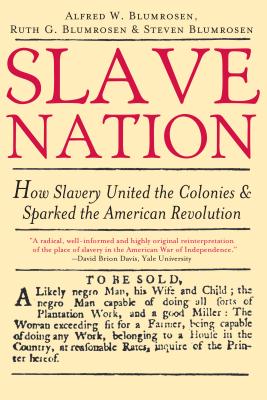 ALFRED W. BLUMROSEN,
RUTH G. BLUMROSEN & STEVEN BLUMROSEN
SLAVE
NATION
How Slavery United the Colonies &
Sparked the American Revolution
"A radical, well-informed and highly original reinterpretation
of the place of slavery in the American War of Independence."
—David Brion Davis, Yale University
TO BE SOLD,
A Likely negro Man, his Wife and Child; the
negro Man capable of doing all sorts of
Plantation Work, and a good Miller: The
Woman exceeding fit for a Farmer, being capable
of doing any Work, belonging to a House in the
Country, at reasonable Rates, inquire of the Prin-
ter hereof.